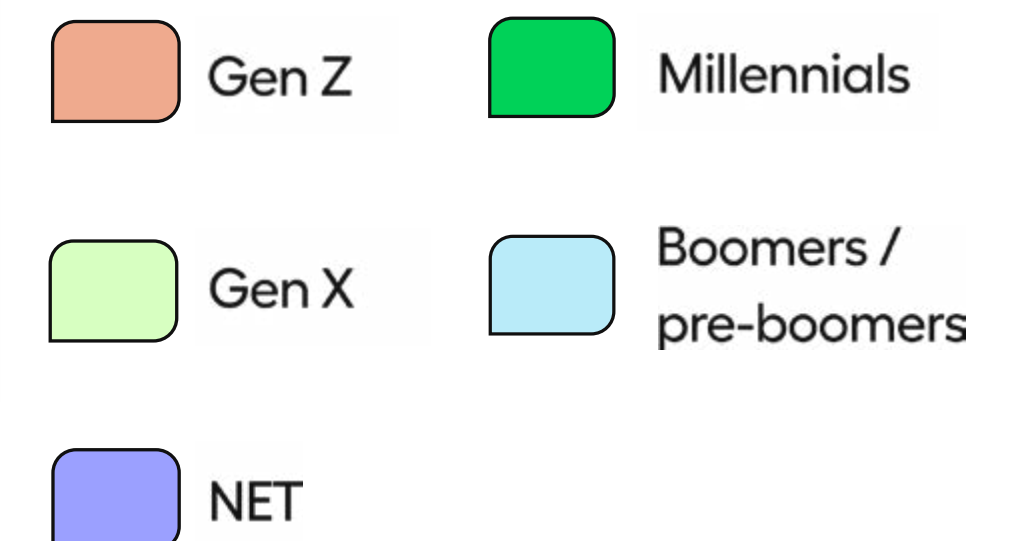 Gen Z
Millennials
Gen X
Boomers /
pre-boomers
NET